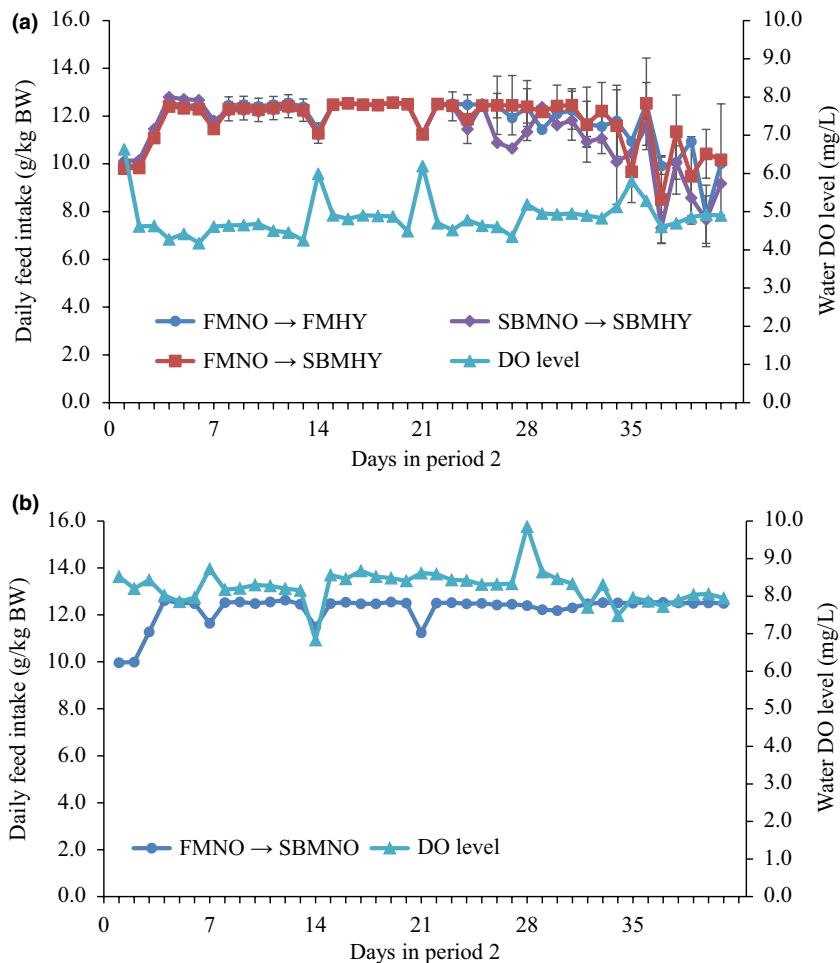 (a)
16.0
14.0
12.0
10.0
8.0
6.0
4.0
2.0
0.0
Daily feed intake (g/kg BW)
10.0
9.0
8.0
7.0
6.0
5.0
4.0
3.0
2.0
1.0
0.0
Water DO level (mg/L)
FMNO → FMHY
SBMNO → SBMHY
FMNO → SBMHY
DO level
0 7 14 21 28 35
Days in period 2
(b)
16.0
14.0
12.0
10.0
8.0
6.0
4.0
2.0
0.0
Daily feed intake (g/kg BW)
10.0
9.0
8.0
7.0
6.0
5.0
4.0
3.0
2.0
1.0
0.0
Water DO level (mg/L)
FMNO → SBMNO
DO level
0 7 14 21 28 35
Days in period 2